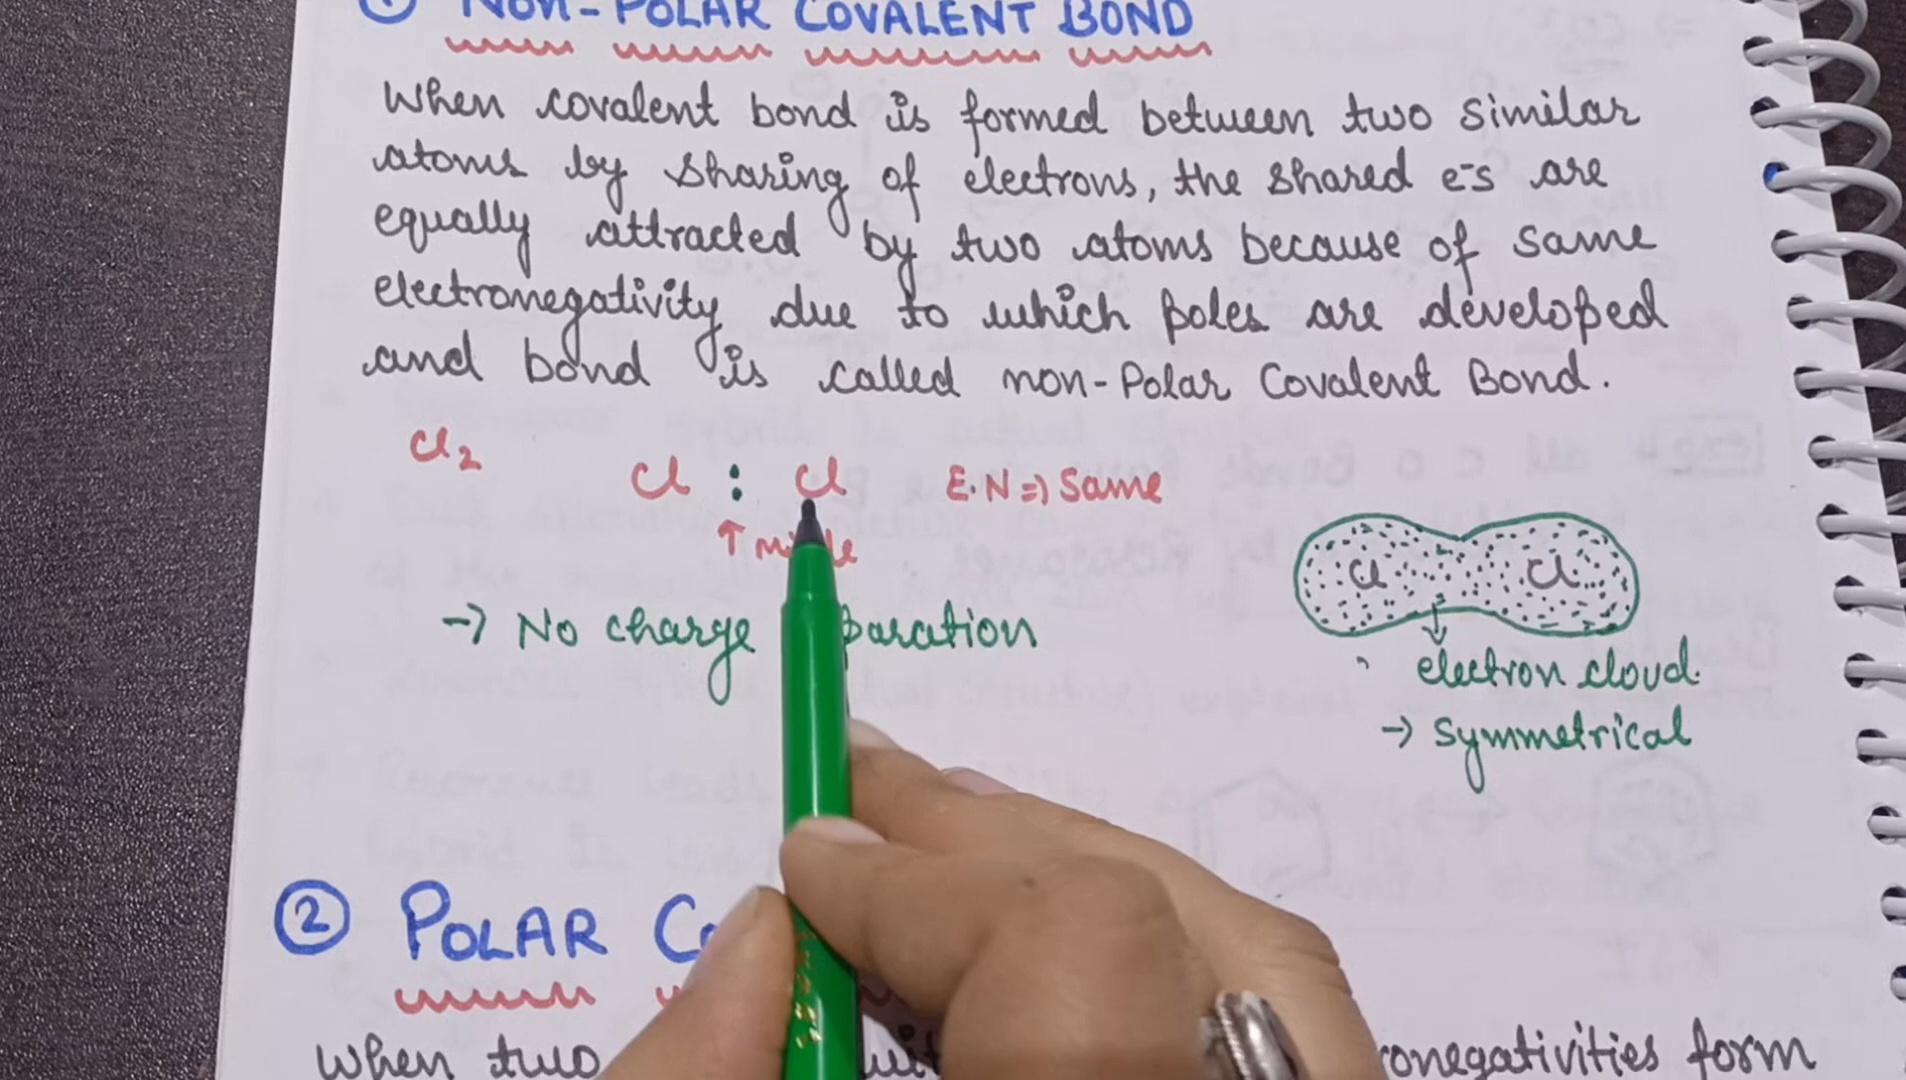 ① NON-POLAR COVALENT BOND
When covalent bond is formed between two similar
atoms by sharing of electrons, the shared e-s are
equally attracted by two atoms because of same
electronegativity due to which poles are developed
and bond is called non-Polar Covalent Bond.
Cl2
Cl : Cl E.N => Same
↑
→ No charge
Cl Cl
electron cloud.
→ Symmetrical
② POLAR
When two
form